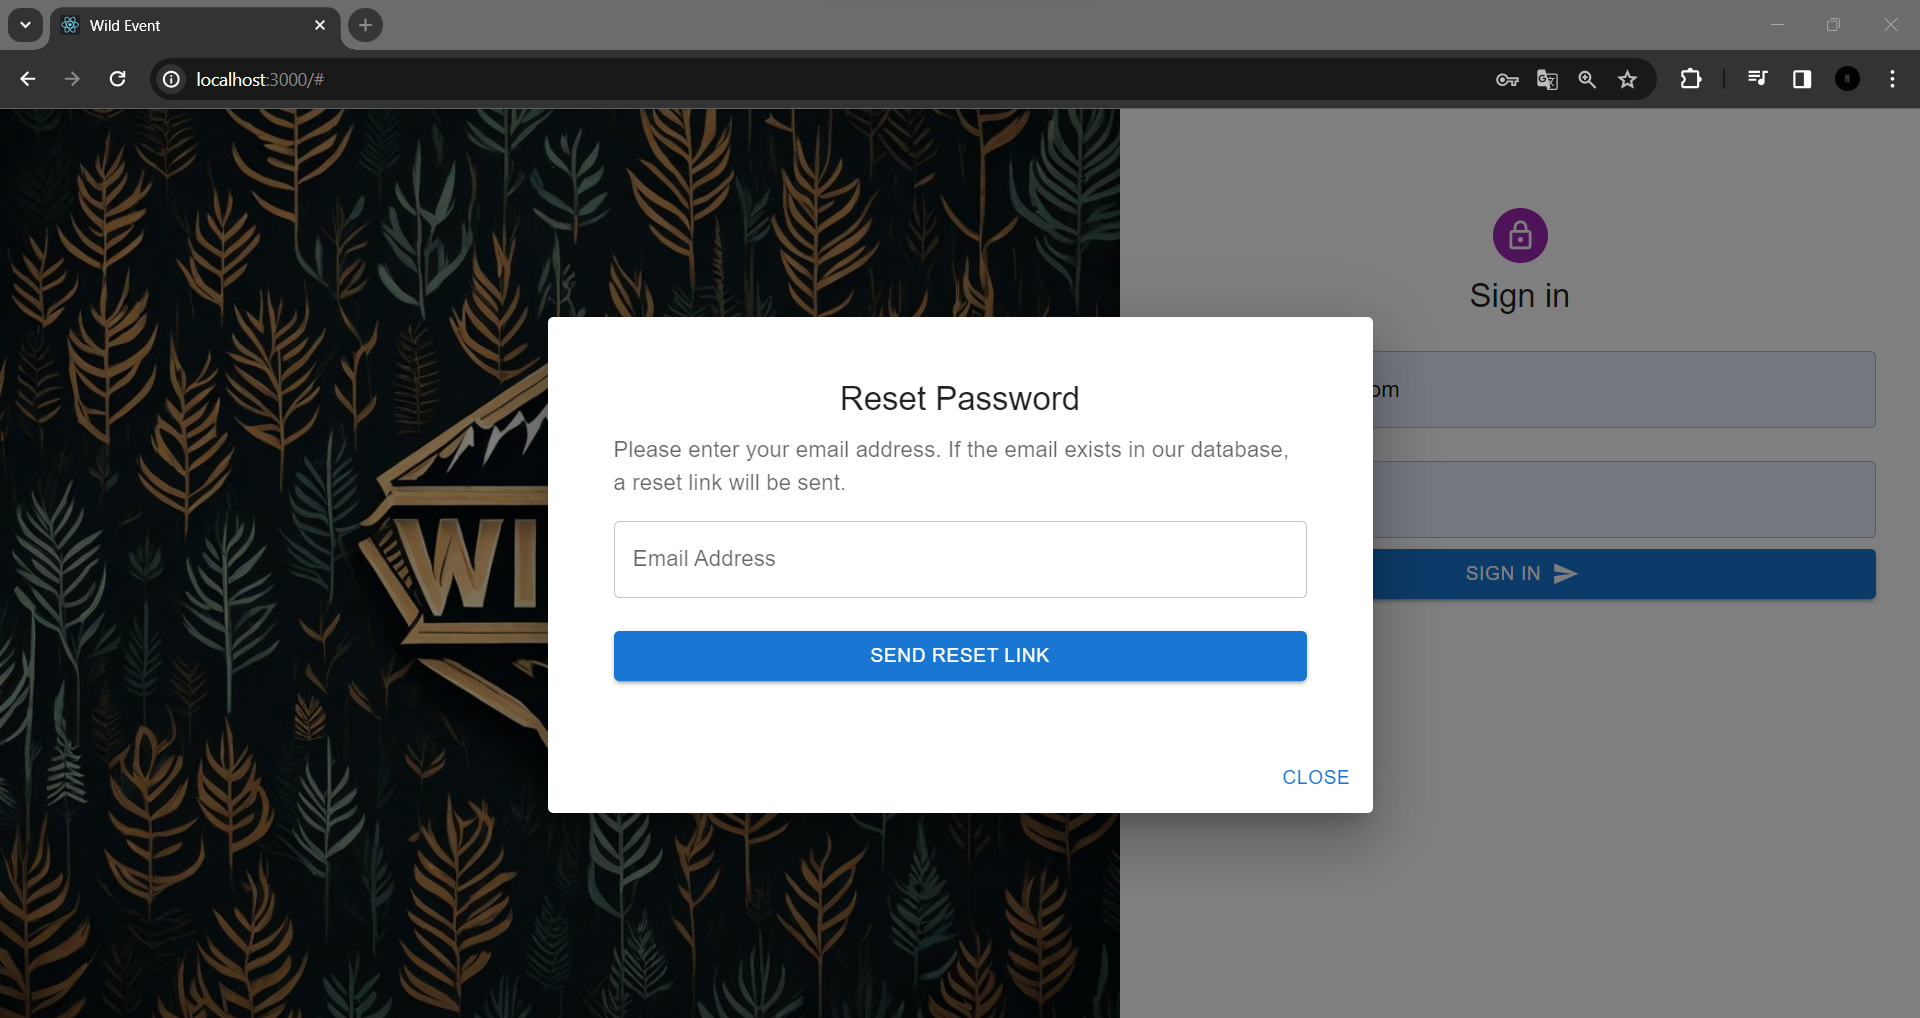 Wild Event
localhost:3000/#
Sign in
om
SIGN IN
WI
Reset Password
Please enter your email address. If the email exists in our database,
a reset link will be sent.
Email Address
SEND RESET LINK
CLOSE